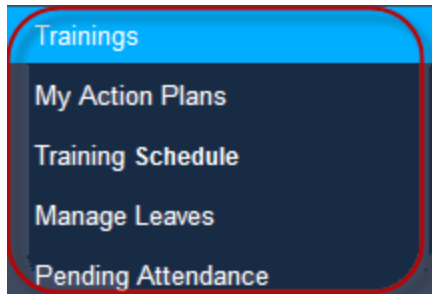 Trainings
My Action Plans
Training Schedule
Manage Leaves
Pending Attendance